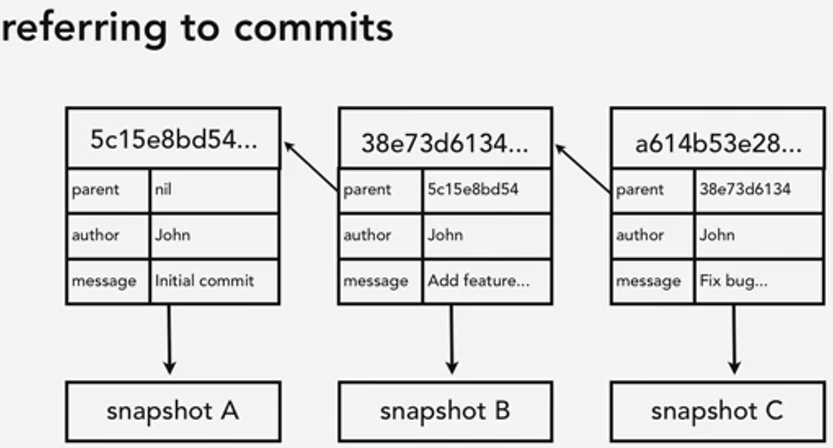 referring to commits
5c15e8bd54...
parent nil
author John
message Initial commit
snapshot A
38e73d6134...
parent 5c15e8bd54
author John
message Add feature...
snapshot B
a614b53e28...
parent 38e73d6134
author John
message Fix bug...
snapshot C